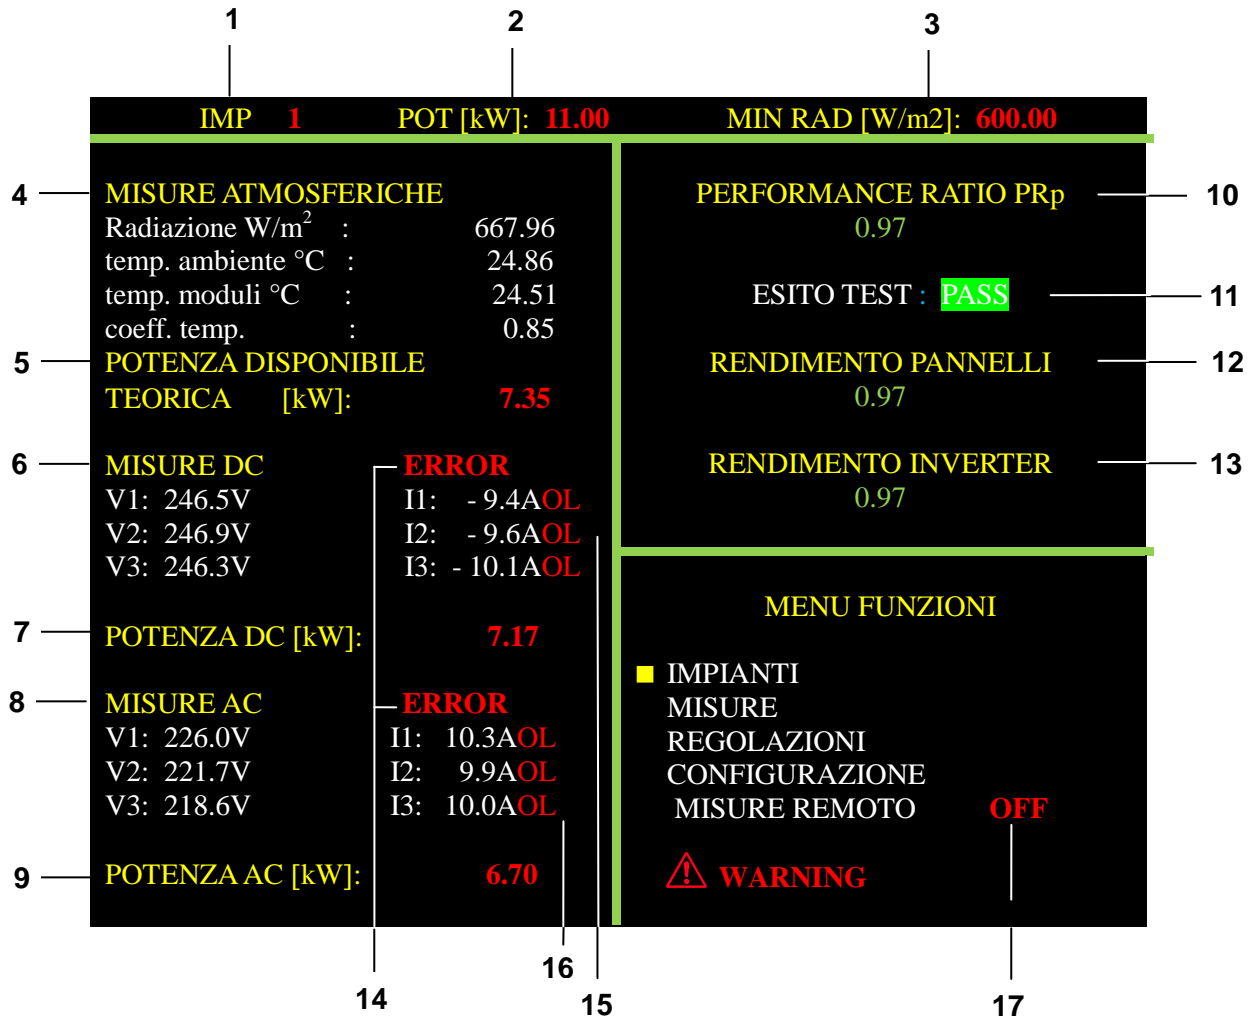 1 2 3
IMP 1 POT [kW]: 11.00 MIN RAD [W/m2]: 600.00
4 MISURE ATMOSFERICHE
Radiazione W/m² : 667.96
temp. ambiente °C : 24.86
temp. moduli °C : 24.51
coeff. temp. : 0.85
5 POTENZA DISPONIBILE
TEORICA [kW]: 7.35
6 MISURE DC ERROR
V1: 246.5V I1: - 9.4AOL
V2: 246.9V I2: - 9.6AOL
V3: 246.3V I3: - 10.1AOL
7 POTENZA DC [kW]: 7.17
8 MISURE AC ERROR
V1: 226.0V I1: 10.3AOL
V2: 221.7V I2: 9.9AOL
V3: 218.6V I3: 10.0AOL
9 POTENZA AC [kW]: 6.70
PERFORMANCE RATIO PRp 10
0.97
ESITO TEST : PASS 11
RENDIMENTO PANNELLI 12
0.97
RENDIMENTO INVERTER 13
0.97
MENU FUNZIONI
IMPIANTI
MISURE
REGOLAZIONI
CONFIGURAZIONE
MISURE REMOTO OFF
WARNING
14 16 15 17